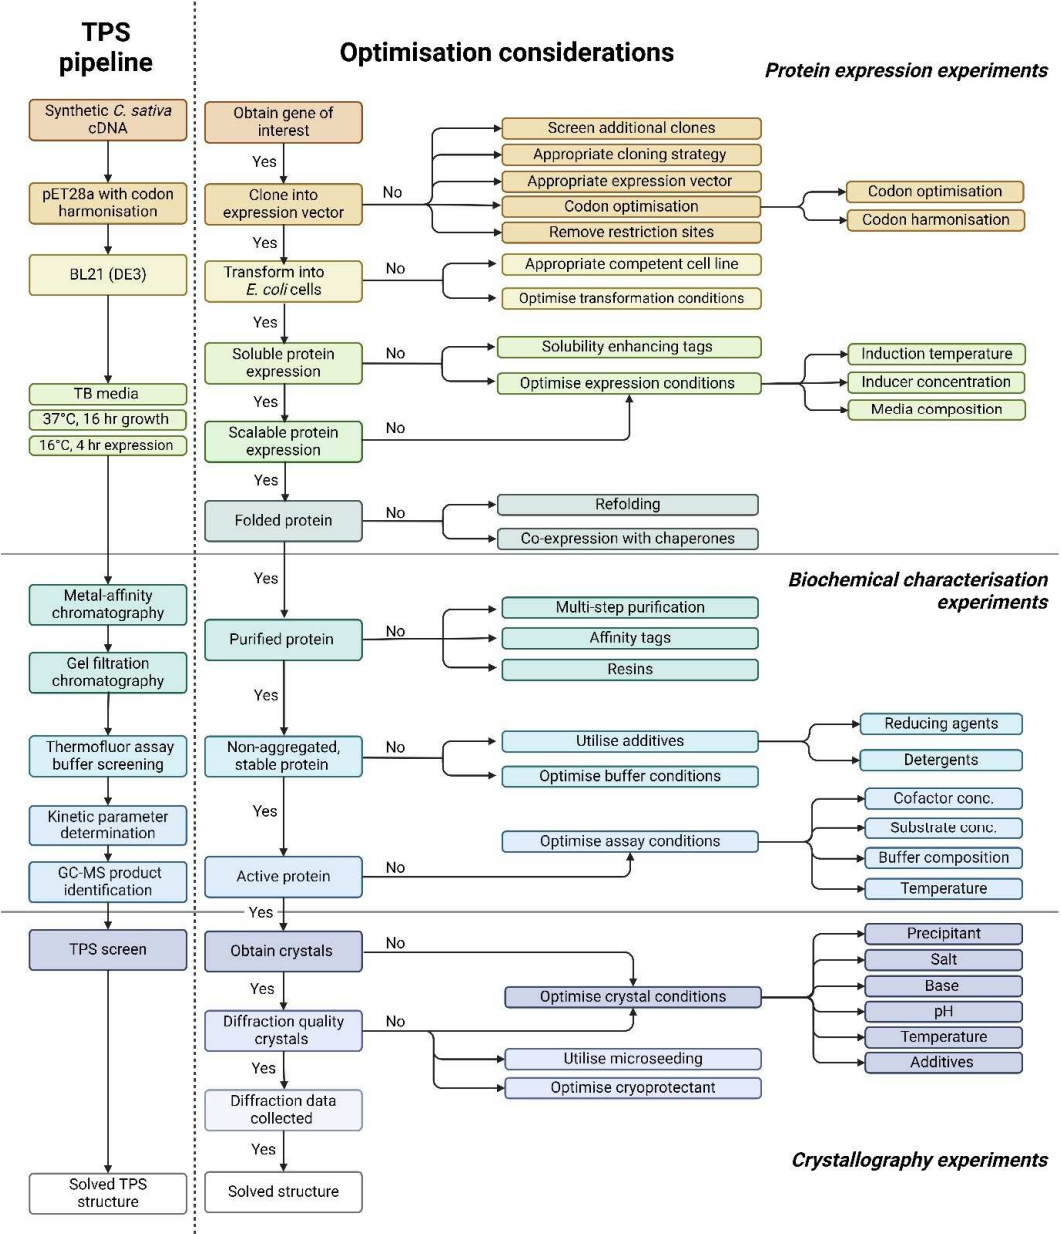 TPS
pipeline
Optimisation considerations
Protein expression experiments
Synthetic C. sativa
cDNA
pET28a with codon
harmonisation
BL21 (DE3)
TB media
37°C, 16 hr growth
16°C, 4 hr expression
Obtain gene of
interest
Yes
Clone into
expression vector
No
Screen additional clones
Appropriate cloning strategy
Appropriate expression vector
Codon optimisation
Remove restriction sites
Codon optimisation
Codon harmonisation
Yes
Transform into
E. coli cells
No
Appropriate competent cell line
Optimise transformation conditions
Yes
Soluble protein
expression
No
Solubility enhancing tags
Optimise expression conditions
Induction temperature
Inducer concentration
Media composition
Yes
Scalable protein
expression
No
Yes
Folded protein
No
Refolding
Co-expression with chaperones
Biochemical characterisation
experiments
Metal-affinity
chromatography
Gel filtration
chromatography
Thermofluor assay
buffer screening
Kinetic parameter
determination
GC-MS product
identification
Yes
Purified protein
No
Multi-step purification
Affinity tags
Resins
Yes
Non-aggregated,
stable protein
No
Utilise additives
Optimise buffer conditions
Reducing agents
Detergents
Yes
Active protein
No
Optimise assay conditions
Cofactor conc.
Substrate conc.
Buffer composition
Temperature
Yes
TPS screen
Obtain crystals
No
Optimise crystal conditions
Precipitant
Salt
Base
pH
Temperature
Additives
Yes
Diffraction quality
crystals
No
Utilise microseeding
Optimise cryoprotectant
Yes
Diffraction data
collected
Yes
Crystallography experiments
Solved TPS
structure
Solved structure